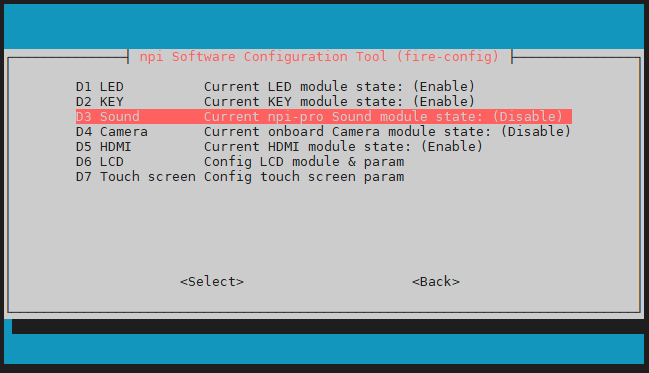 npi Software Configuration Tool (fire-config)
D1 LED Current LED module state: (Enable)
D2 KEY Current KEY module state: (Enable)
D3 Sound Current npi-pro Sound module state: (Disable)
D4 Camera Current onboard Camera module state: (Disable)
D5 HDMI Current HDMI module state: (Enable)
D6 LCD Config LCD module & param
D7 Touch screen Config touch screen param
<Select> <Back>